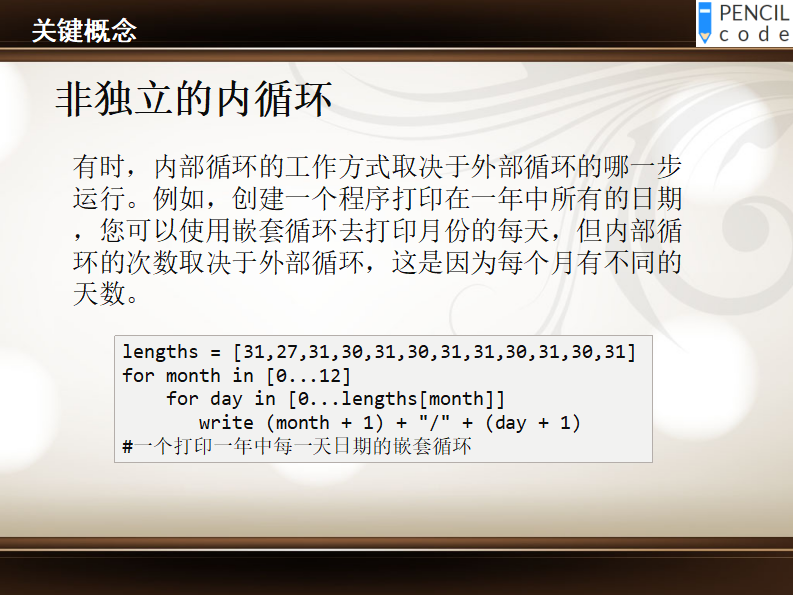 关键概念
PENCIL
code
非独立的内循环
有时，内部循环的工作方式取决于外部循环的哪一步
运行。例如，创建一个程序打印在一年中所有的日期
，您可以使用嵌套循环去打印月份的每天，但内部循
环的次数取决于外部循环，这是因为每个月有不同的
天数。
lengths = [31,27,31,30,31,30,31,31,30,31,30,31]
for month in [0...12]
    for day in [0...lengths[month]]
       write (month + 1) + "/" + (day + 1)
#一个打印一年中每一天日期的嵌套循环